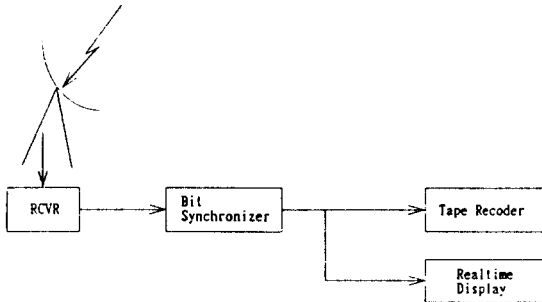 RCVR
Bit
Synchronizer
Tape Recoder
Realtime
Display